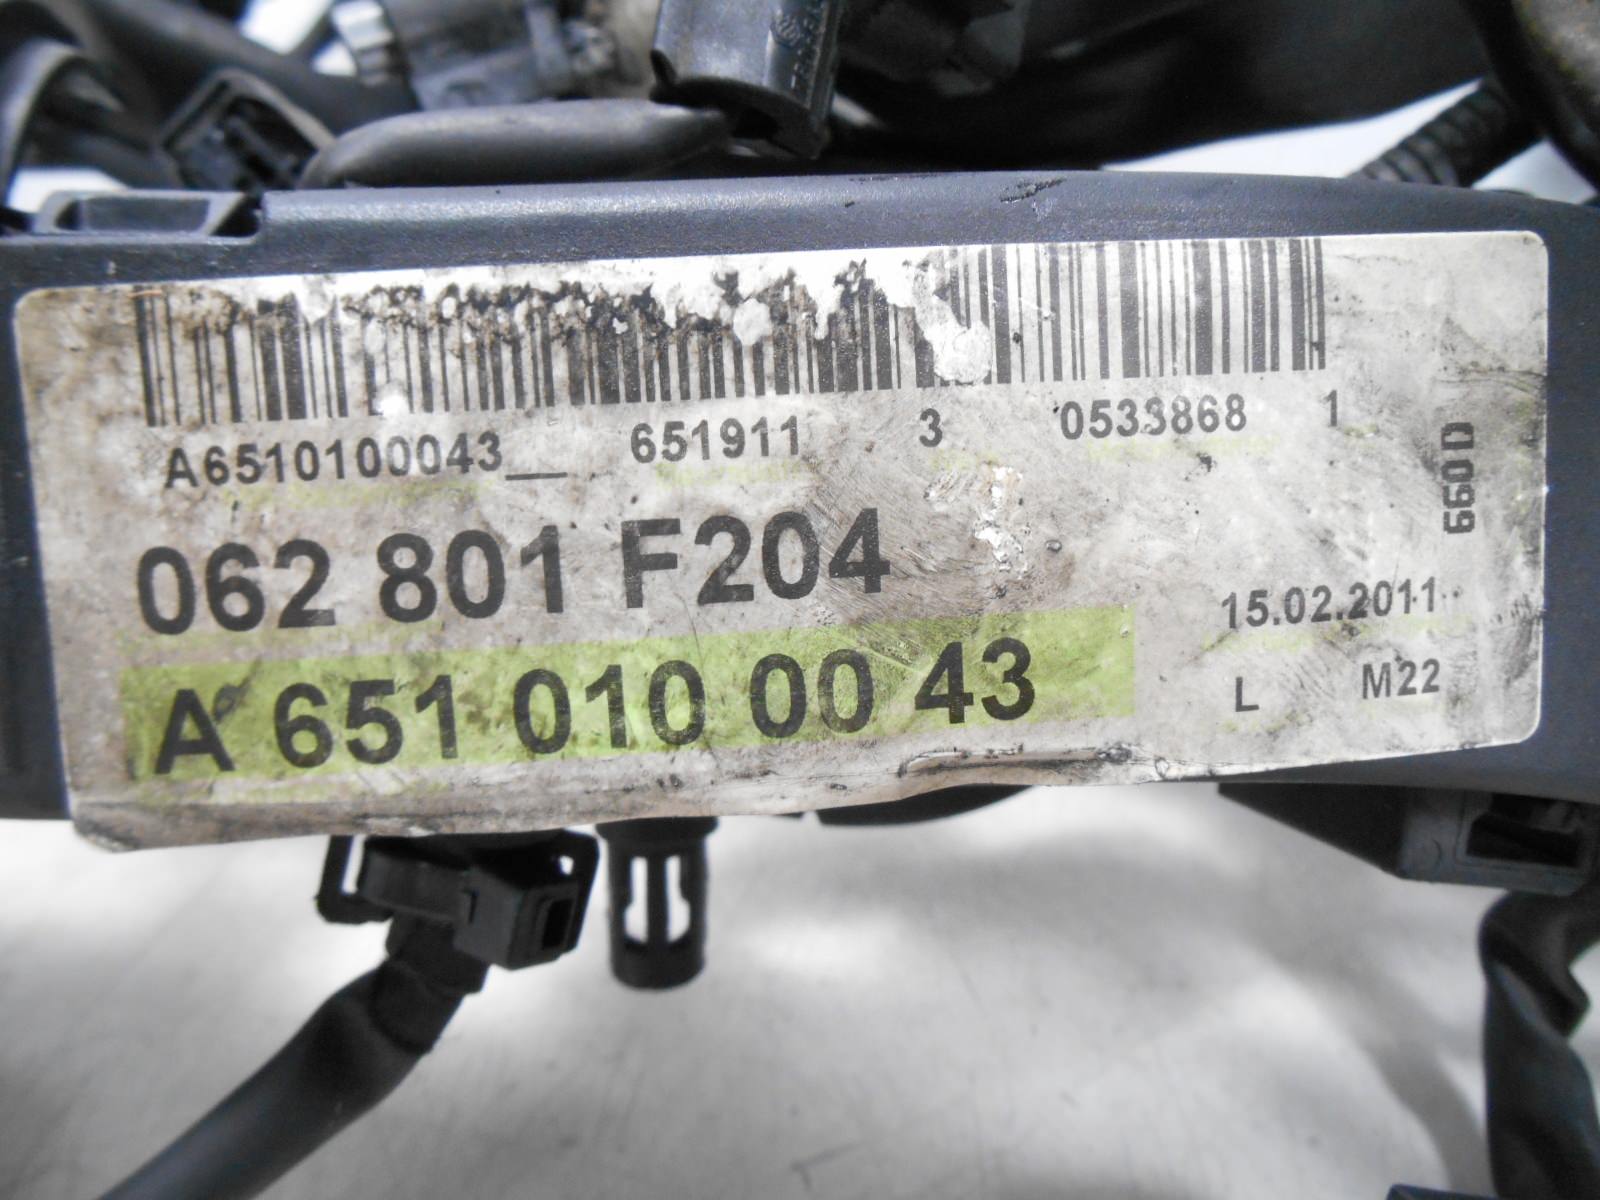 A6510100043__ 651911 3 0533868 1
062 801 F204
A 651 010 00 43
15.02.2011
L M22
660D